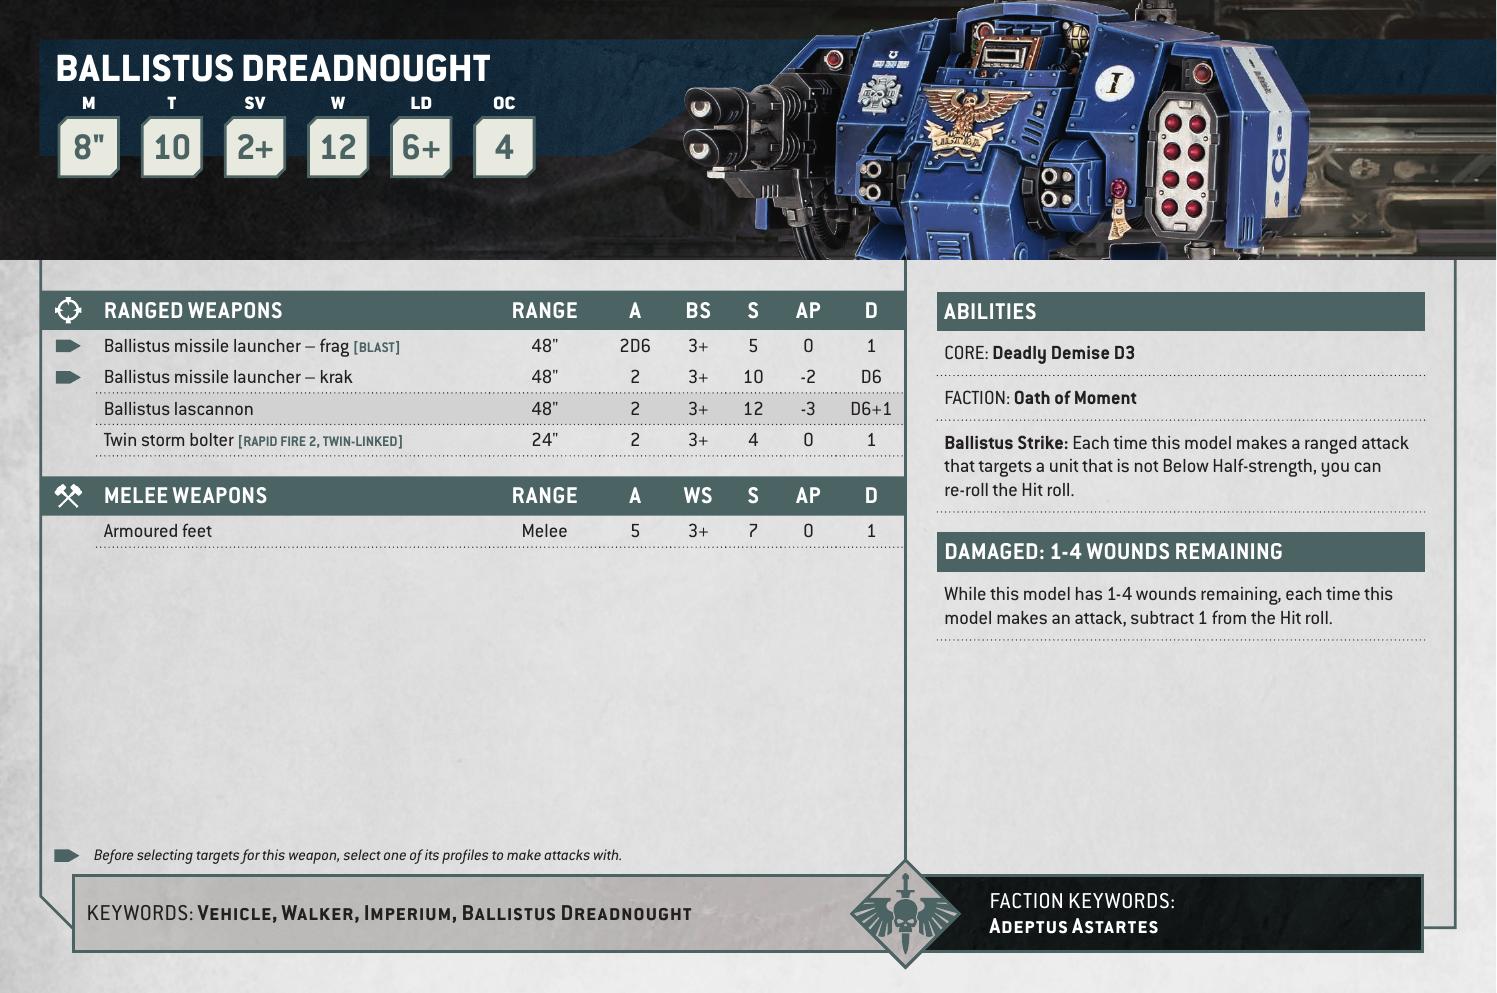 BALLISTUS DREADNOUGHT
M T SV W LD OC
8" 10 2+ 12 6+ 4
I
RANGED WEAPONS RANGE A BS S AP D
Ballistus missile launcher – frag [BLAST] 48" 2D6 3+ 5 0 1
Ballistus missile launcher – krak 48" 2 3+ 10 -2 D6
Ballistus lascannon 48" 2 3+ 12 -3 D6+1
Twin storm bolter [RAPID FIRE 2, TWIN-LINKED] 24" 2 3+ 4 0 1
MELEE WEAPONS RANGE A WS S AP D
Armoured feet Melee 5 3+ 7 0 1
Before selecting targets for this weapon, select one of its profiles to make attacks with.
ABILITIES
CORE: Deadly Demise D3
FACTION: Oath of Moment
Ballistus Strike: Each time this model makes a ranged attack
that targets a unit that is not Below Half-strength, you can
re-roll the Hit roll.
DAMAGED: 1-4 WOUNDS REMAINING
While this model has 1-4 wounds remaining, each time this
model makes an attack, subtract 1 from the Hit roll.
KEYWORDS: VEHICLE, WALKER, IMPERIUM, BALLISTUS DREADNOUGHT
FACTION KEYWORDS:
ADEPTUS ASTARTES